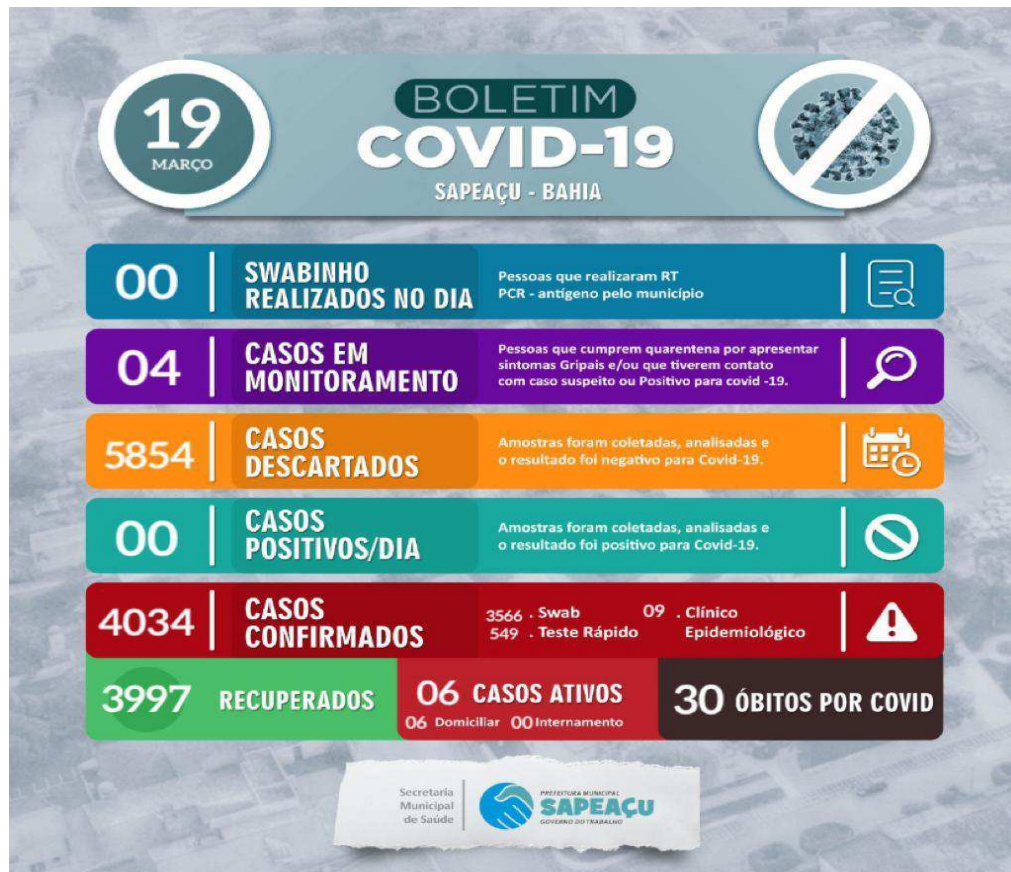 19
MARÇO
BOLETIM
COVID-19
SAPEAÇU - BAHIA
00
SWABINHO
REALIZADOS NO DIA
Pessoas que realizaram RT
PCR - antígeno pelo município
04
CASOS EM
MONITORAMENTO
Pessoas que cumprem quarentena por apresentar
sintomas Gripais e/ou que tiverem contato
com caso suspeito ou Positivo para covid -19.
5854
CASOS
DESCARTADOS
Amostras foram coletadas, analisadas e
o resultado foi negativo para Covid-19.
00
CASOS
POSITIVOS/DIA
Amostras foram coletadas, analisadas e
o resultado foi positivo para Covid-19.
4034
CASOS
CONFIRMADOS
3566 . Swab
549 . Teste Rápido
09 . Clínico
Epidemiológico
3997 RECUPERADOS
06 CASOS ATIVOS
06 Domiciliar 00 Internamento
30 ÓBITOS POR COVID
Secretaria
Municipal
de Saúde
PREFEITURA MUNICIPAL
SAPEAÇU
GOVERNO DO TRABALHO